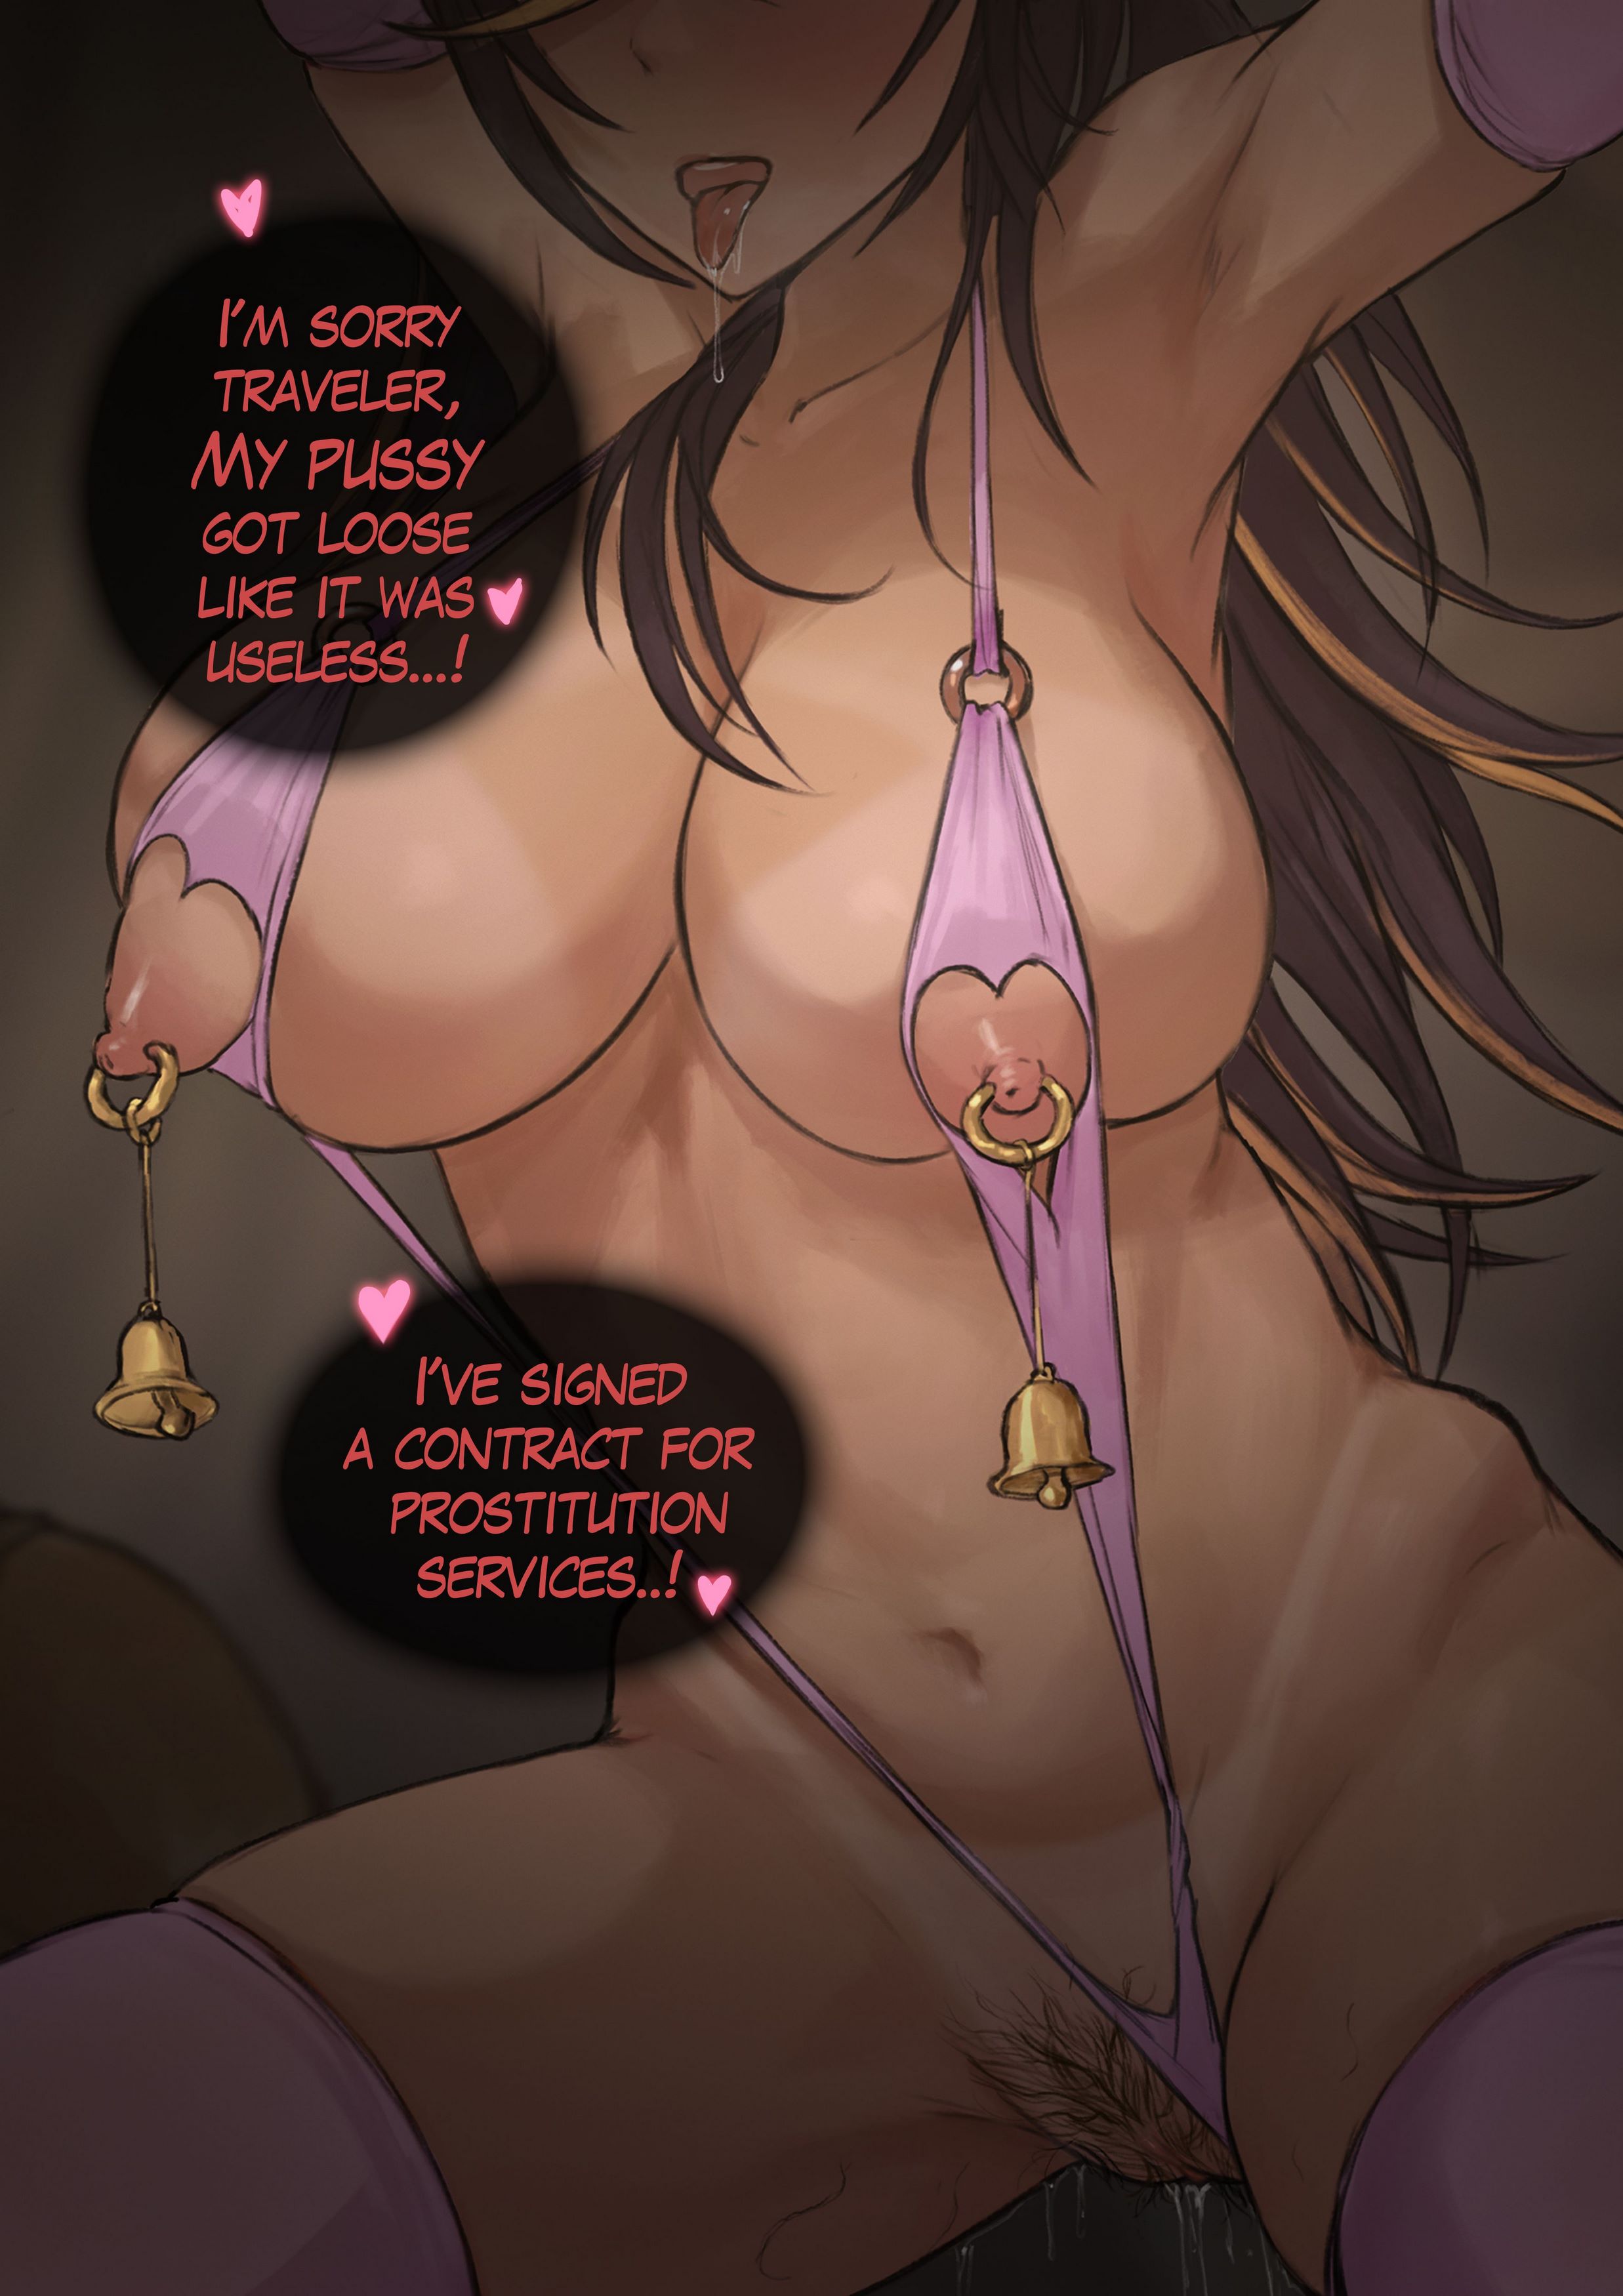 I'M SORRY
TRAVELER,
MY PUSSY
GOT LOOSE
LIKE IT WAS
USELESS...!
I'VE SIGNED
A CONTRACT FOR
PROSTITUTION
SERVICES..!